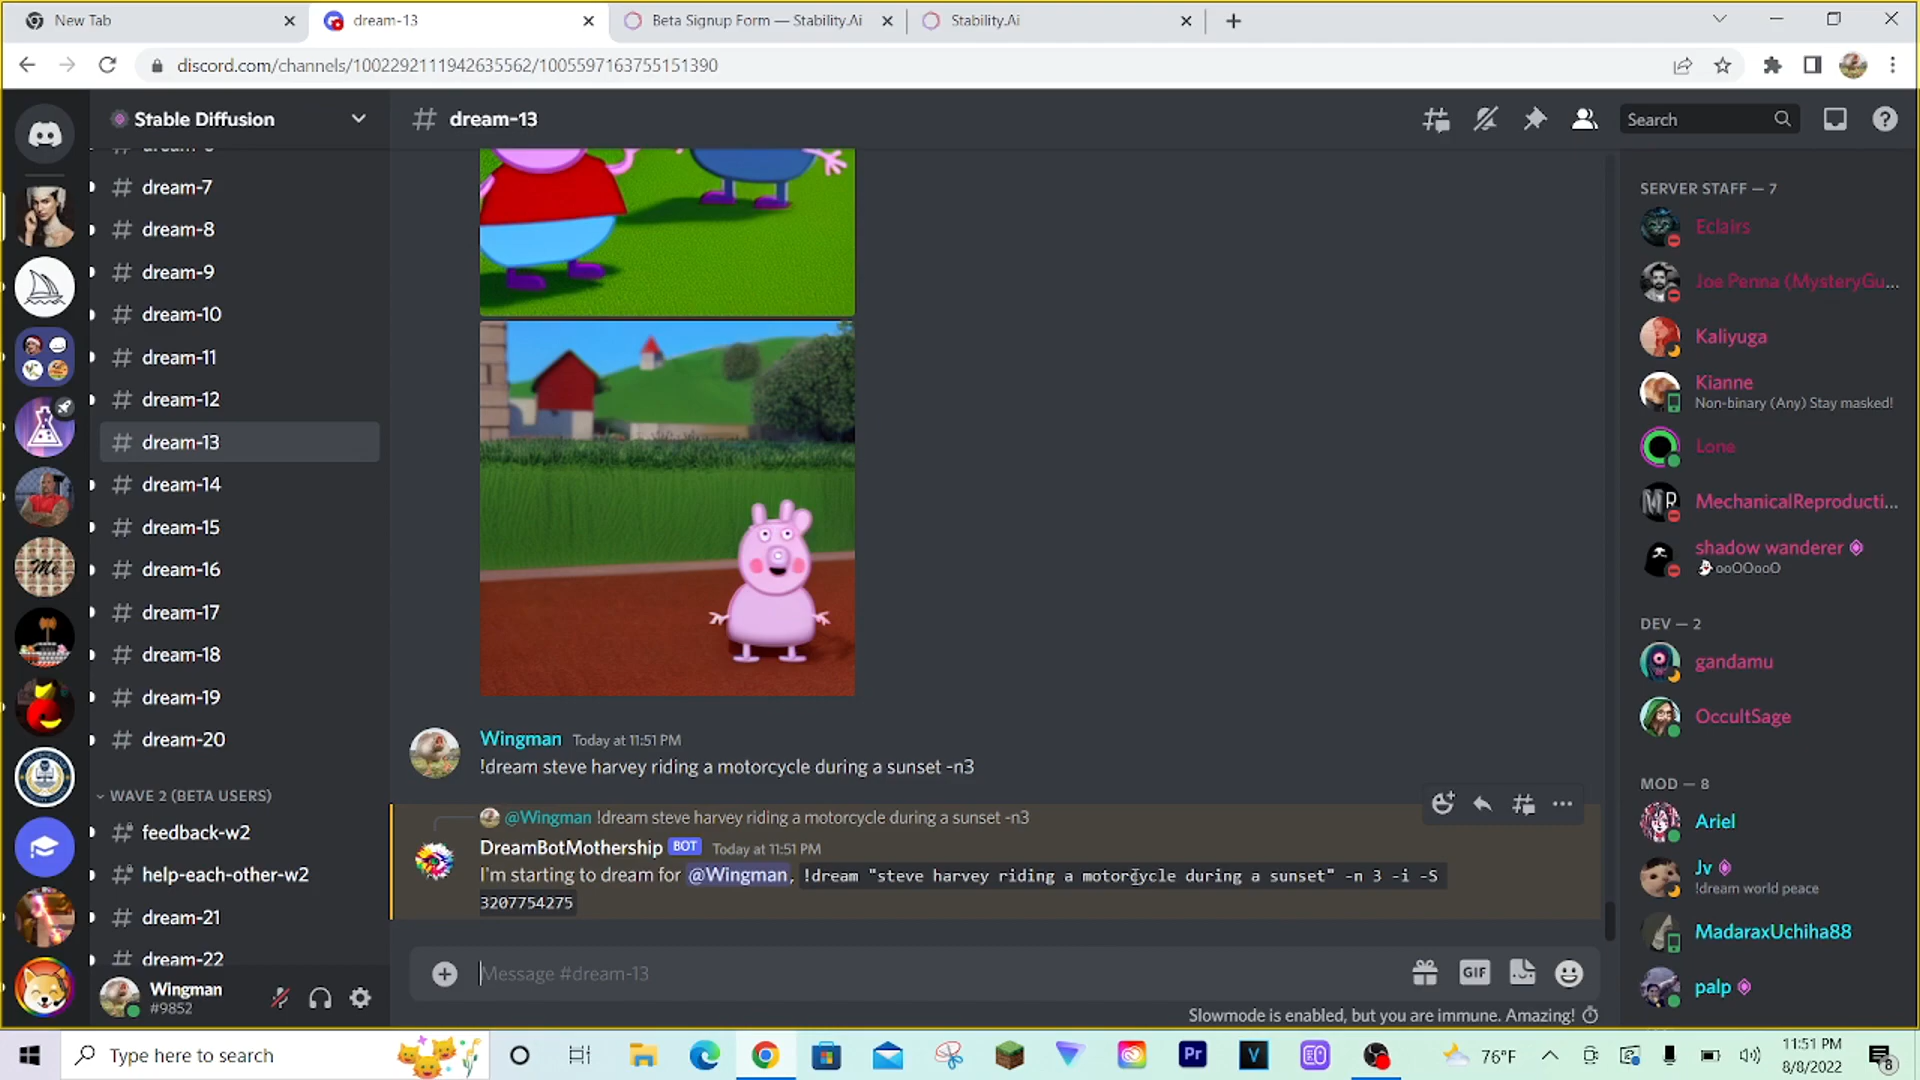 New Tab
dream-13
Beta Signup Form — Stability.Ai
Stability.Ai
discord.com/channels/1002292111942635562/1005597163755151390
Stable Diffusion
dream-13
Search
dream-7
dream-8
dream-9
dream-10
dream-11
dream-12
dream-13
dream-14
dream-15
dream-16
dream-17
dream-18
dream-19
dream-20
WAVE 2 (BETA USERS)
feedback-w2
help-each-other-w2
dream-21
dream-22
Wingman
#9852
Wingman Today at 11:51 PM
!dream steve harvey riding a motorcycle during a sunset -n3
@Wingman !dream steve harvey riding a motorcycle during a sunset -n3
DreamBotMothership BOT Today at 11:51 PM
I'm starting to dream for @Wingman, !dream "steve harvey riding a motorcycle during a sunset" -n 3 -i -S
3207754275
Message #dream-13
GIF
Slowmode is enabled, but you are immune. Amazing!
SERVER STAFF — 7
Eclairs
Joe Penna (MysteryGu...
Kaliyuga
Kianne
Non-binary (Any) Stay masked!
Lone
MR
MechanicalReproducti...
shadow wanderer
ooOOooO
DEV — 2
gandamu
OccultSage
MOD — 8
Ariel
Jv
!dream world peace
MadaraxUchiha88
palp
Me
Type here to search
Pr
V
76°F
11:51 PM
8/8/2022
8